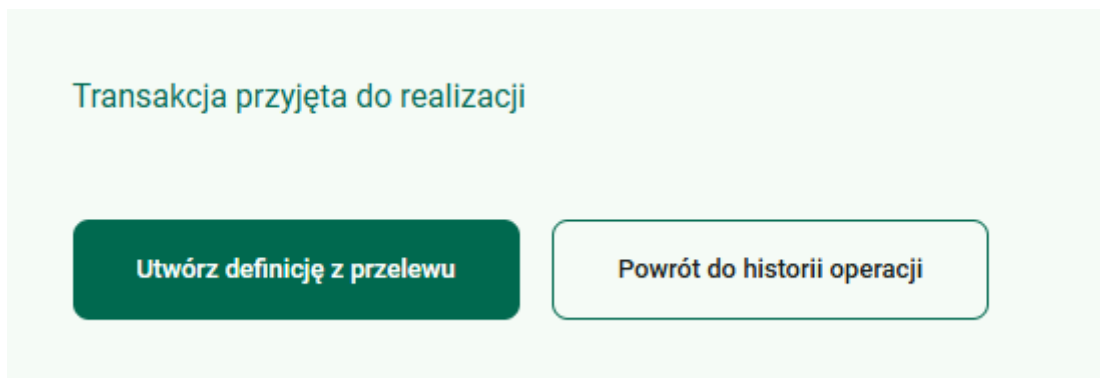 Transakcja przyjęta do realizacji
Utwórz definicję z przelewu
Powrót do historii operacji